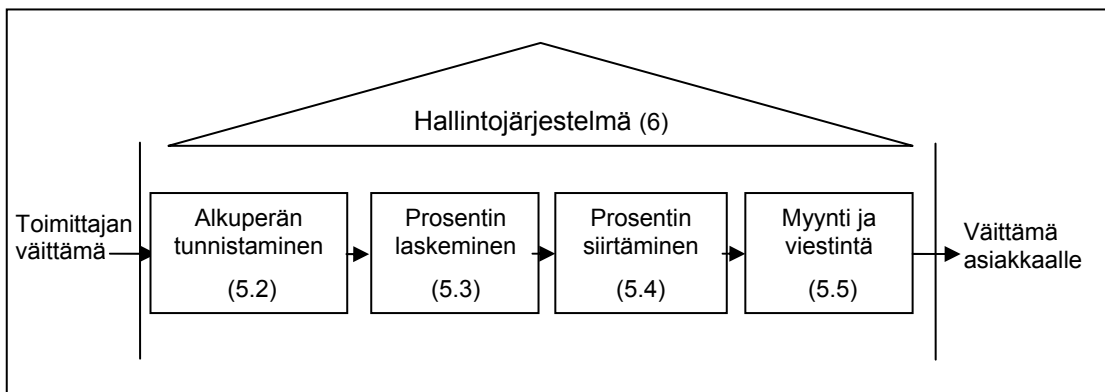 Hallintojärjestelmä (6)
Toimittajan
väittämä
Alkuperän
tunnistaminen
(5.2)
Prosentin
laskeminen
(5.3)
Prosentin
siirtäminen
(5.4)
Myynti ja
viestintä
(5.5)
Väittämä
asiakkaalle